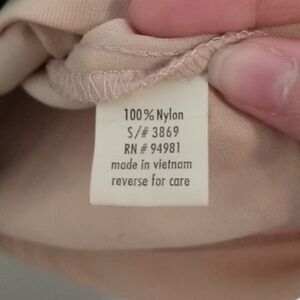 100% Nylon
S/# 3869
RN # 94981
made in vietnam
reverse for care